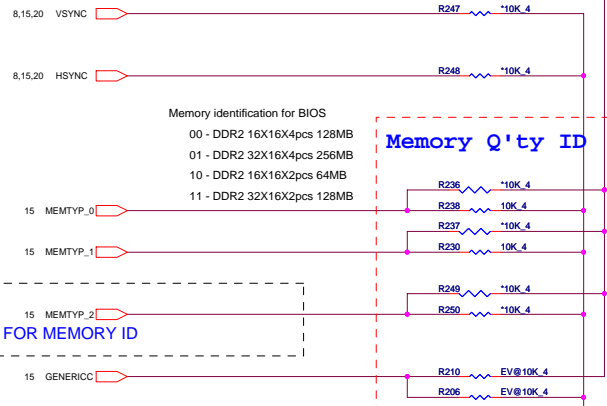 8,15,20 VSYNC R247 *10K_4
8,15,20 HSYNC R248 *10K_4
Memory identification for BIOS
00 - DDR2 16X16X4pcs 128MB
01 - DDR2 32X16X4pcs 256MB
10 - DDR2 16X16X2pcs 64MB
11 - DDR2 32X16X2pcs 128MB
Memory Q'ty ID
R236 *10K_4
15 MEMTYP_0 R238 10K_4
R237 *10K_4
15 MEMTYP_1 R230 10K_4
R249 *10K_4
15 MEMTYP_2 R250 *10K_4
FOR MEMORY ID
15 GENERICC R210 EV@10K_4
R206 EV@10K_4